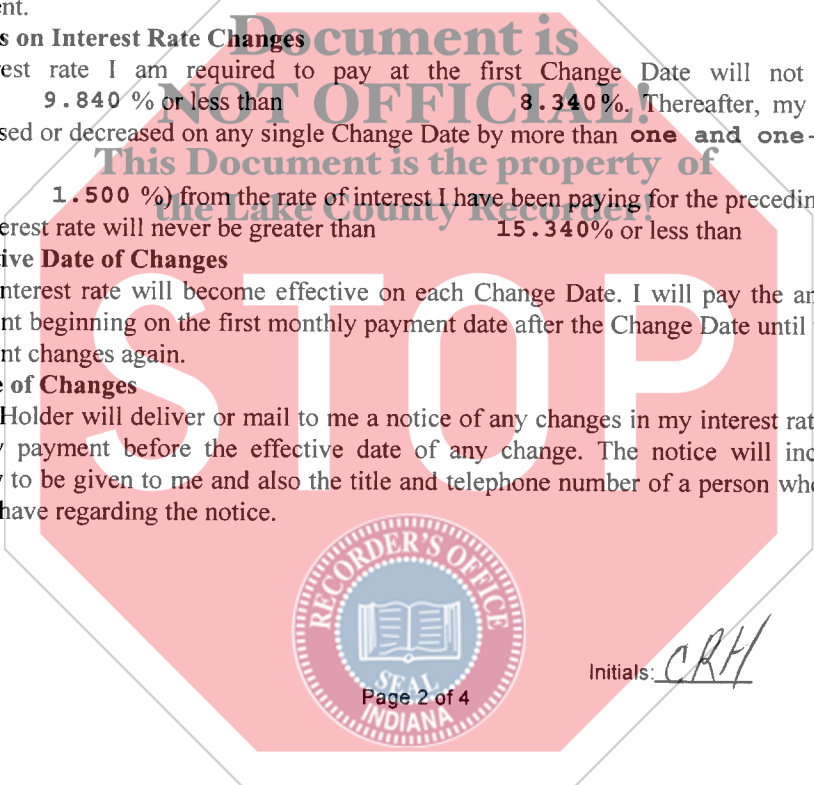 ent.
s on Interest Rate Changes
est rate I am required to pay at the first Change Date will not
9.840 % or less than 8.340%. Thereafter, my
sed or decreased on any single Change Date by more than one and one-
1.500 %) from the rate of interest I have been paying for the precedin
erest rate will never be greater than 15.340% or less than
ive Date of Changes
nterest rate will become effective on each Change Date. I will pay the a
nt beginning on the first monthly payment date after the Change Date until
nt changes again.
e of Changes
Holder will deliver or mail to me a notice of any changes in my interest rat
y payment before the effective date of any change. The notice will inc
y to be given to me and also the title and telephone number of a person who
have regarding the notice.
Document is
NOT OFFICIAL!
This Document is the property of
the Lake County Recorder!
STOP
RECORDER'S OFFICE
SEAL
INDIANA
Initials: CRH
Page 2 of 4